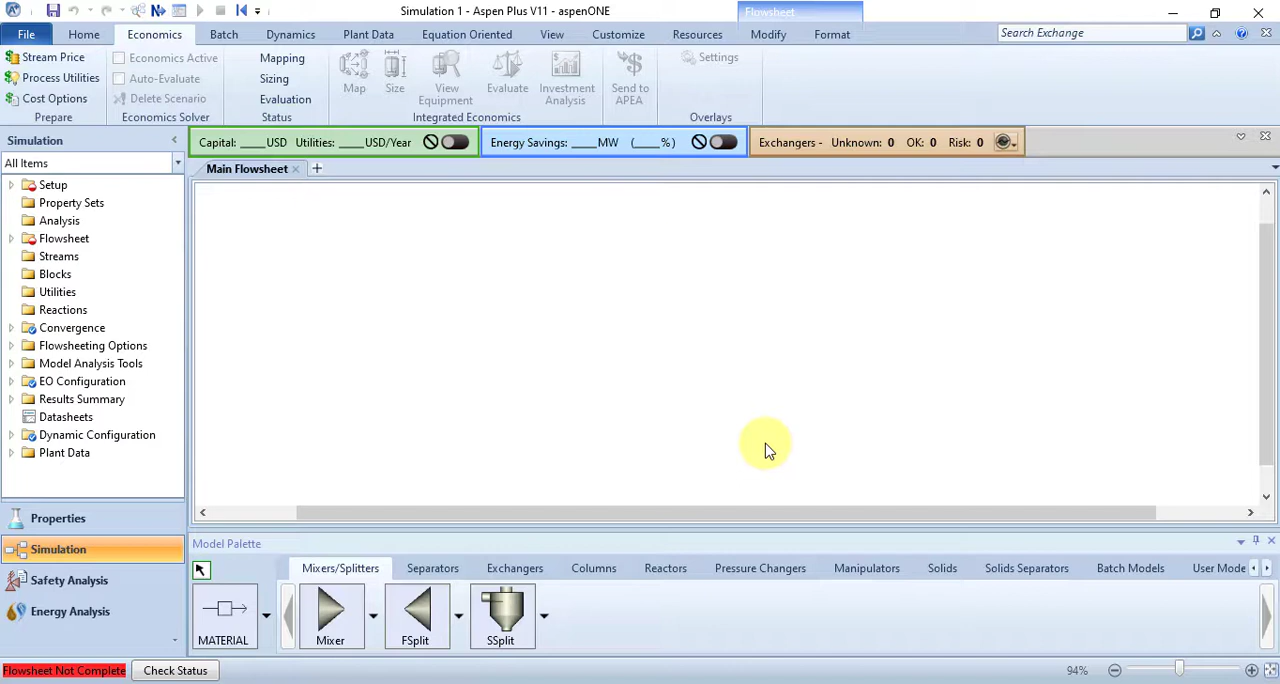 Simulation 1 - Aspen Plus V11 - aspenONE
Flowsheet
File Home Economics Batch Dynamics Plant Data Equation Oriented View Customize Resources Modify Format
Search Exchange
Stream Price
Process Utilities
Cost Options
Prepare
Economics Active
Auto-Evaluate
Delete Scenario
Economics Solver
Mapping
Sizing
Evaluation
Status
Map
Size
View
Equipment
Evaluate
Investment
Analysis
Integrated Economics
Send to
APEA
Settings
Overlays
Simulation
Capital: ____USD Utilities: ____USD/Year
Energy Savings: ____MW (____%)
Exchangers - Unknown: 0 OK: 0 Risk: 0
All Items
Main Flowsheet
Setup
Property Sets
Analysis
Flowsheet
Streams
Blocks
Utilities
Reactions
Convergence
Flowsheeting Options
Model Analysis Tools
EO Configuration
Results Summary
Datasheets
Dynamic Configuration
Plant Data
Properties
Simulation
Safety Analysis
Energy Analysis
Model Palette
Mixers/Splitters Separators Exchangers Columns Reactors Pressure Changers Manipulators Solids Solids Separators Batch Models User Mode
MATERIAL
Mixer
FSplit
SSplit
Flowsheet Not Complete
Check Status
94%